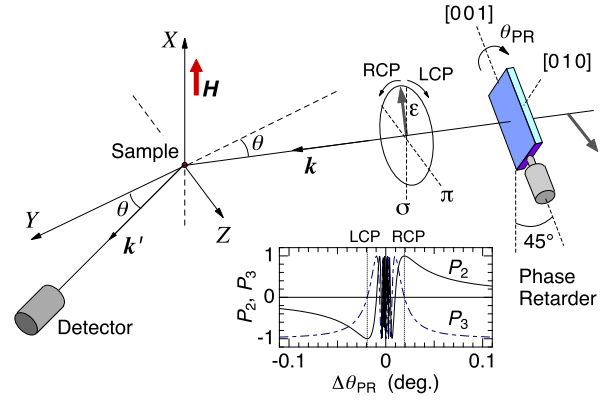 [001]
θPR
[010]
X
H
RCP
LCP
ε
Sample
θ
k
π
σ
θ
Y
Z
k'
45°
Phase
Retarder
Detector
LCP
RCP
P2, P3
1
0
-1
P2
P3
-0.1
0
0.1
ΔθPR (deg.)